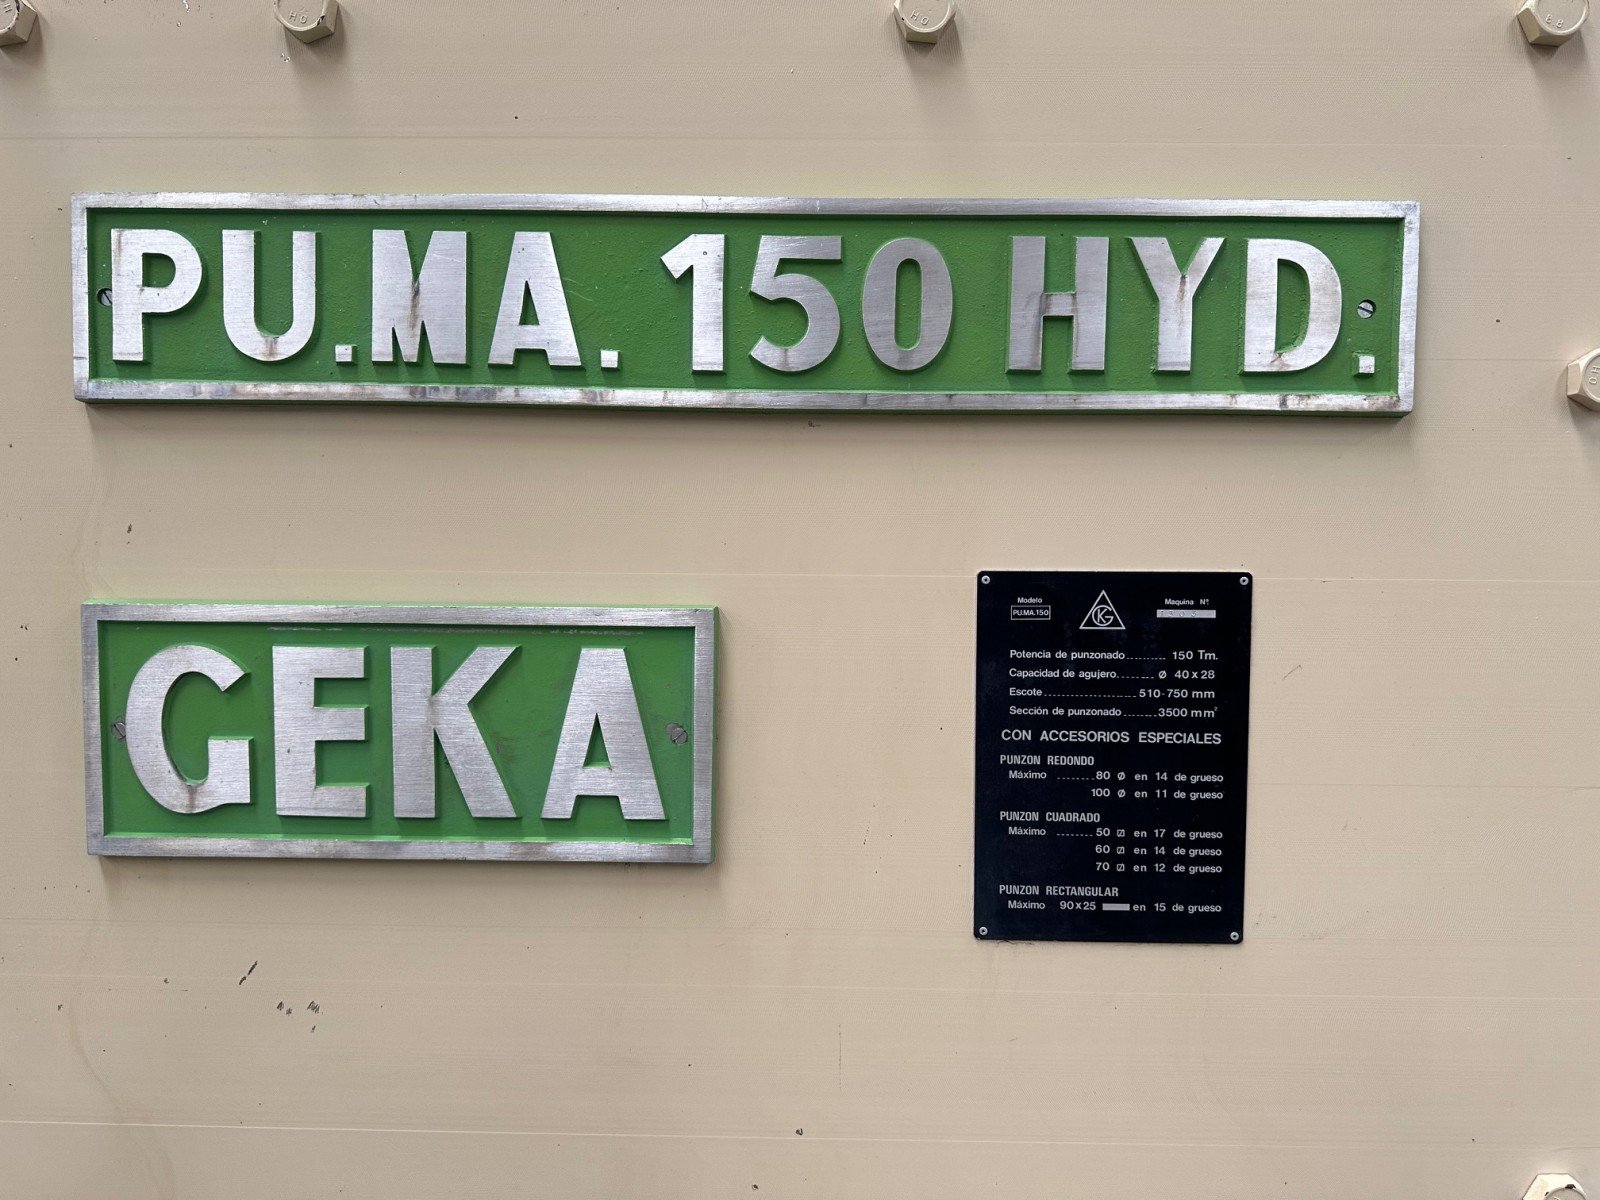 PU.MA. 150 HYD.
GEKA
Modelo
PU.MA.150
KG
Maquina Nº
Potencia de punzonado ........... 150 Tm.
Capacidad de agujero........ Ø 40 x 28
Escote........................... 510-750 mm
Sección de punzonado ........ 3500 mm²
CON ACCESORIOS ESPECIALES
PUNZON REDONDO
Máximo ........ 80 Ø en 14 de grueso
100 Ø en 11 de grueso
PUNZON CUADRADO
Máximo ........ 50 ⍁ en 17 de grueso
60 ⍁ en 14 de grueso
70 ⍁ en 12 de grueso
PUNZON RECTANGULAR
Máximo 90x25 ▬ en 15 de grueso